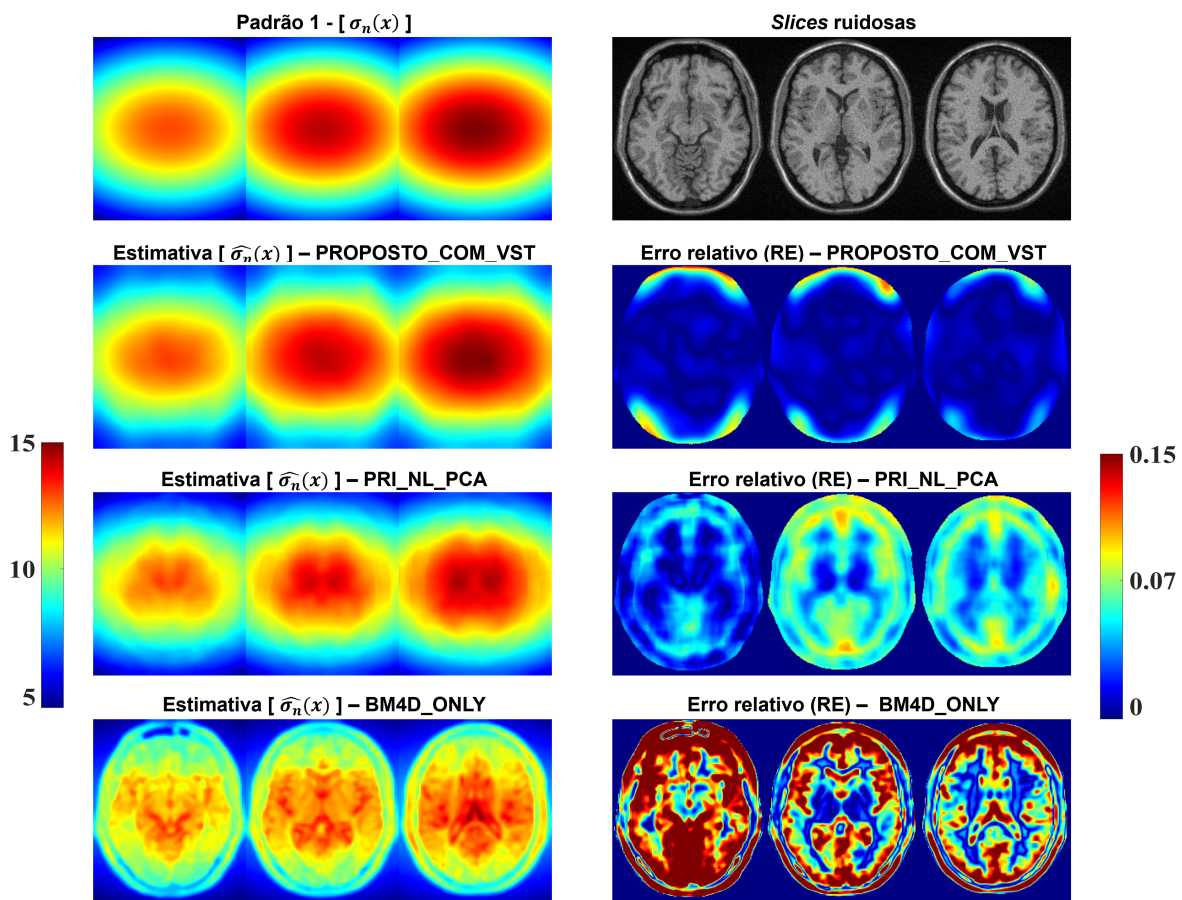 Padrão 1 - [ σₙ(x) ]
Slices ruidosas
Estimativa [ σ̂ₙ(x) ] – PROPOSTO_COM_VST
Erro relativo (RE) – PROPOSTO_COM_VST
Estimativa [ σ̂ₙ(x) ] – PRI_NL_PCA
Erro relativo (RE) – PRI_NL_PCA
15
10
5
0.15
0.07
0
Estimativa [ σ̂ₙ(x) ] – BM4D_ONLY
Erro relativo (RE) – BM4D_ONLY